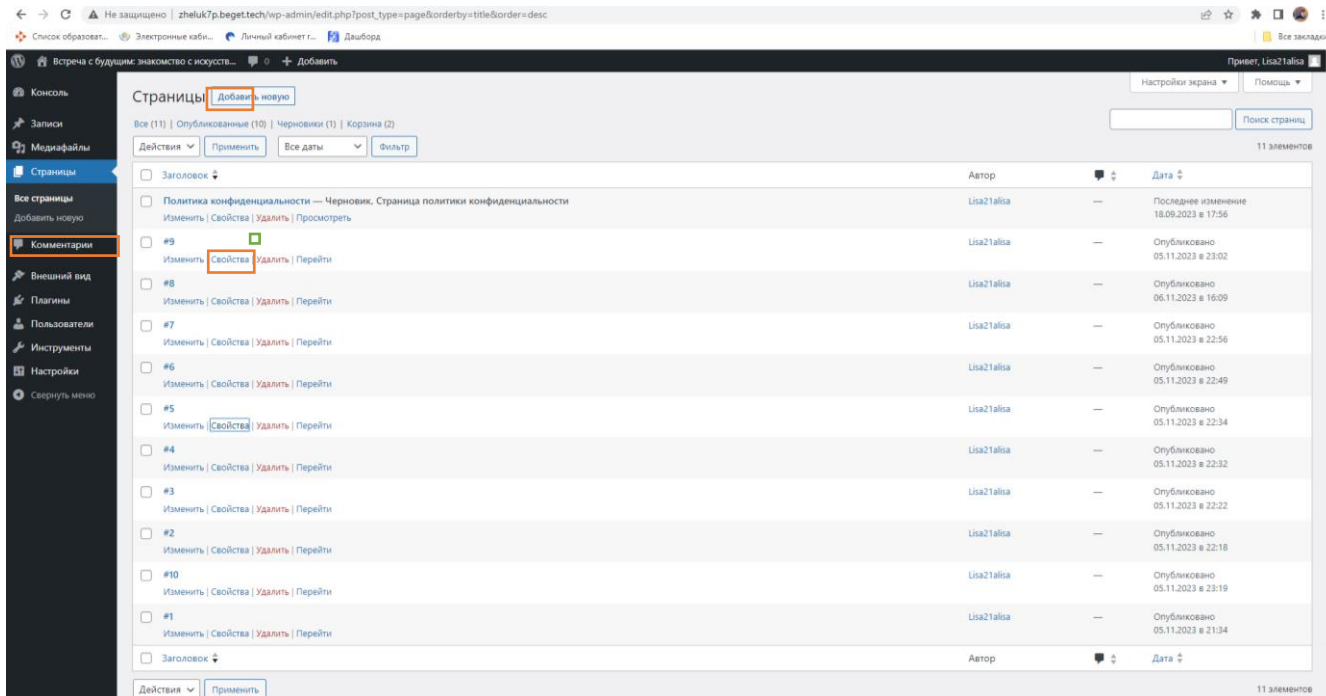 Не защищено | zheluk7p.beget.tech/wp-admin/edit.php?post_type=page&orderby=title&order=desc
Список образоват... Электронные каби... Личный кабинет г... Дашборд Все закладки
Встреча с будущим: знакомство с искусств... 0 + Добавить Привет, Lisa21alisa
Консоль
Записи
Медиафайлы
Страницы
Все страницы
Добавить новую
Комментарии
Внешний вид
Плагины
Пользователи
Инструменты
Настройки
Свернуть меню
Настройки экрана Помощь
Страницы Добавить новую
Все (11) | Опубликованные (10) | Черновики (1) | Корзина (2)
Поиск страниц
Действия Применить Все даты Фильтр 11 элементов
Заголовок Автор Дата
Политика конфиденциальности — Черновик, Страница политики конфиденциальности Lisa21alisa — Последнее изменение
Изменить | Свойства | Удалить | Просмотреть 18.09.2023 в 17:56
#9 Lisa21alisa — Опубликовано
Изменить | Свойства | Удалить | Перейти 05.11.2023 в 23:02
#8 Lisa21alisa — Опубликовано
Изменить | Свойства | Удалить | Перейти 06.11.2023 в 16:09
#7 Lisa21alisa — Опубликовано
Изменить | Свойства | Удалить | Перейти 05.11.2023 в 22:56
#6 Lisa21alisa — Опубликовано
Изменить | Свойства | Удалить | Перейти 05.11.2023 в 22:49
#5 Lisa21alisa — Опубликовано
Изменить | Свойства | Удалить | Перейти 05.11.2023 в 22:34
#4 Lisa21alisa — Опубликовано
Изменить | Свойства | Удалить | Перейти 05.11.2023 в 22:32
#3 Lisa21alisa — Опубликовано
Изменить | Свойства | Удалить | Перейти 05.11.2023 в 22:22
#2 Lisa21alisa — Опубликовано
Изменить | Свойства | Удалить | Перейти 05.11.2023 в 22:18
#10 Lisa21alisa — Опубликовано
Изменить | Свойства | Удалить | Перейти 05.11.2023 в 23:19
#1 Lisa21alisa — Опубликовано
Изменить | Свойства | Удалить | Перейти 05.11.2023 в 21:34
Заголовок Автор Дата
Действия Применить 11 элементов